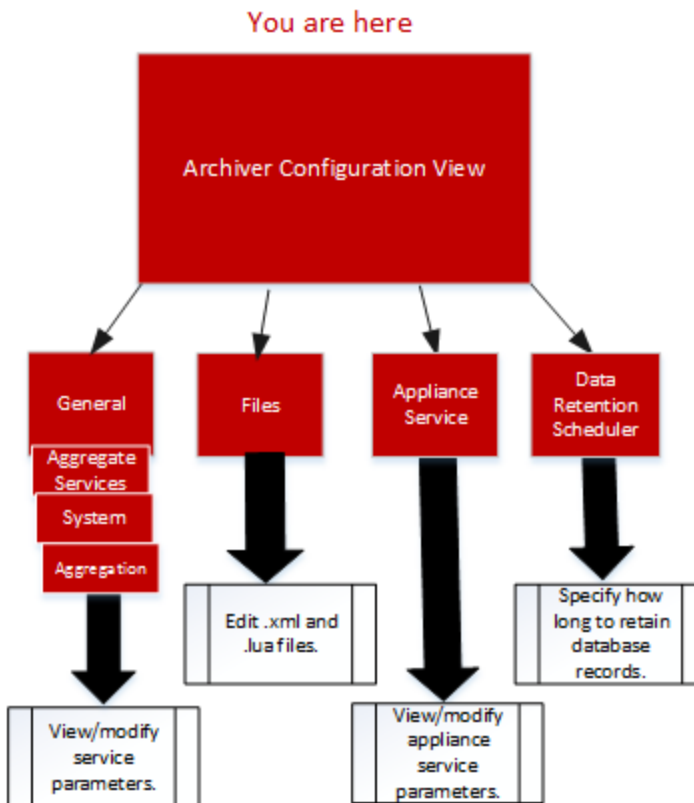 You are here
Archiver Configuration View
General
Files
Appliance
Service
Data
Retention
Scheduler
Aggregate
Services
System
Aggregation
Edit .xml and
.lua files.
Specify how
long to retain
database
records.
View/modify
service
parameters.
View/modify
appliance
service
parameters.